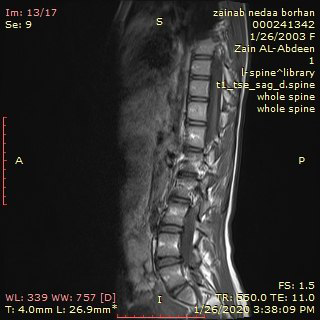 Im: 13/17
Se: 9
zainab nedaa borhan
000241342
1/26/2003 F
Zain AL-Abdeen
1
l-spine^library
t1_tse_sag_d.spine
whole spine
whole spine
S
A
P
I
WL: 339 WW: 757 [D]
T: 4.0mm L: 26.9mm*
FS: 1.5
TR: 550.0 TE: 11.0
1/26/2020 3:38:09 PM